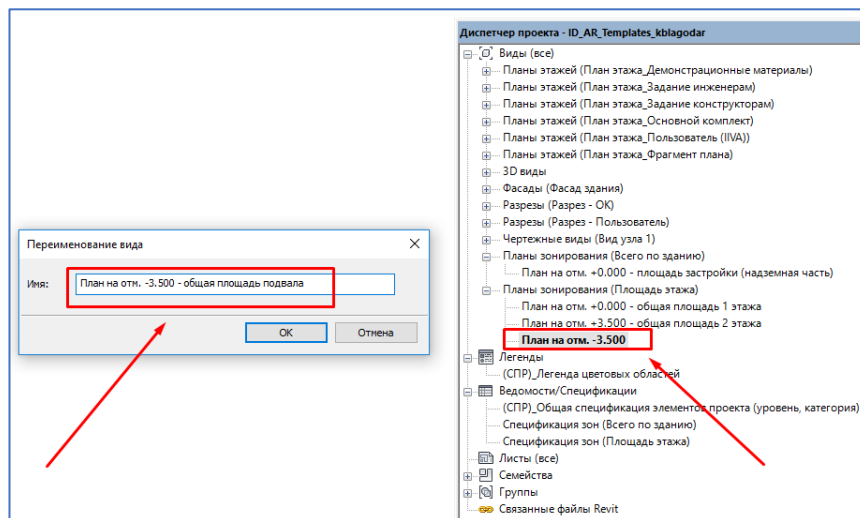 Диспетчер проекта - ID_AR_Templates_kblagodar
Виды (все)
Планы этажей (План этажа_Демонстрационные материалы)
Планы этажей (План этажа_Задание инженерам)
Планы этажей (План этажа_Задание конструкторам)
Планы этажей (План этажа_Основной комплект)
Планы этажей (План этажа_Пользователь (IIVA))
Планы этажей (План этажа_Фрагмент плана)
3D виды
Фасады (Фасад здания)
Разрезы (Разрез - ОК)
Разрезы (Разрез - Пользователь)
Чертежные виды (Вид узла 1)
Планы зонирования (Всего по зданию)
План на отм. +0.000 - площадь застройки (надземная часть)
Планы зонирования (Площадь этажа)
План на отм. +0.000 - общая площадь 1 этажа
План на отм. +3.500 - общая площадь 2 этажа
План на отм. -3.500
Легенды
(СПР)_Легенда цветовых областей
Ведомости/Спецификации
(СПР)_Общая спецификация элементов проекта (уровень, категория)
Спецификация зон (Всего по зданию)
Спецификация зон (Площадь этажа)
Листы (все)
Семейства
Группы
Связанные файлы Revit
Переименование вида
Имя:
План на отм. -3.500 - общая площадь подвала
ОК
Отмена